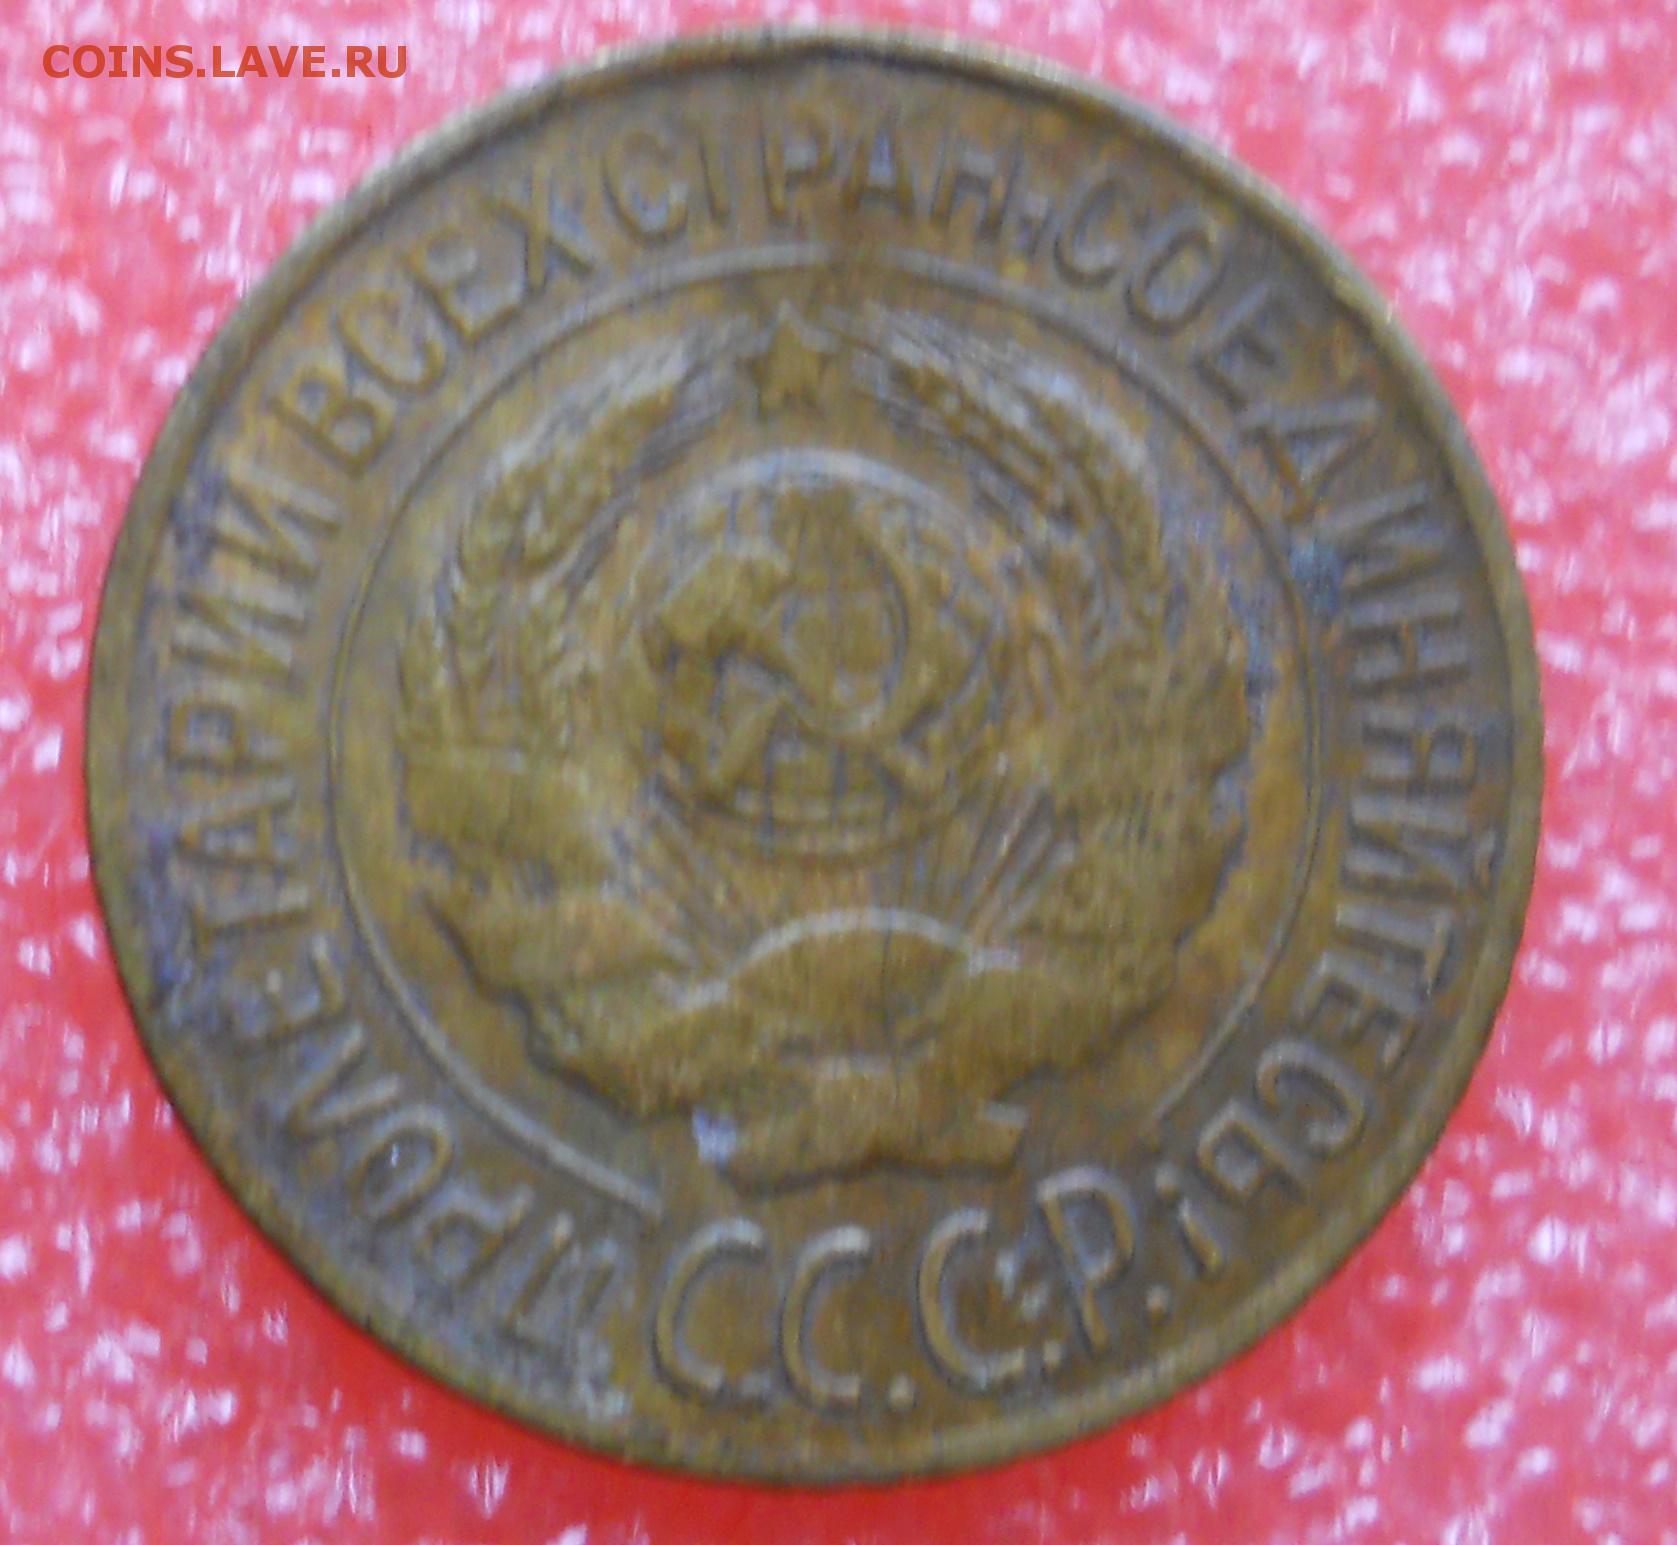 COINS.LAVE.RU
ПРОЛЕТАРИИ ВСЕХ СТРАН, СОЕДИНЯЙТЕСЬ!
С.С.С.Р.